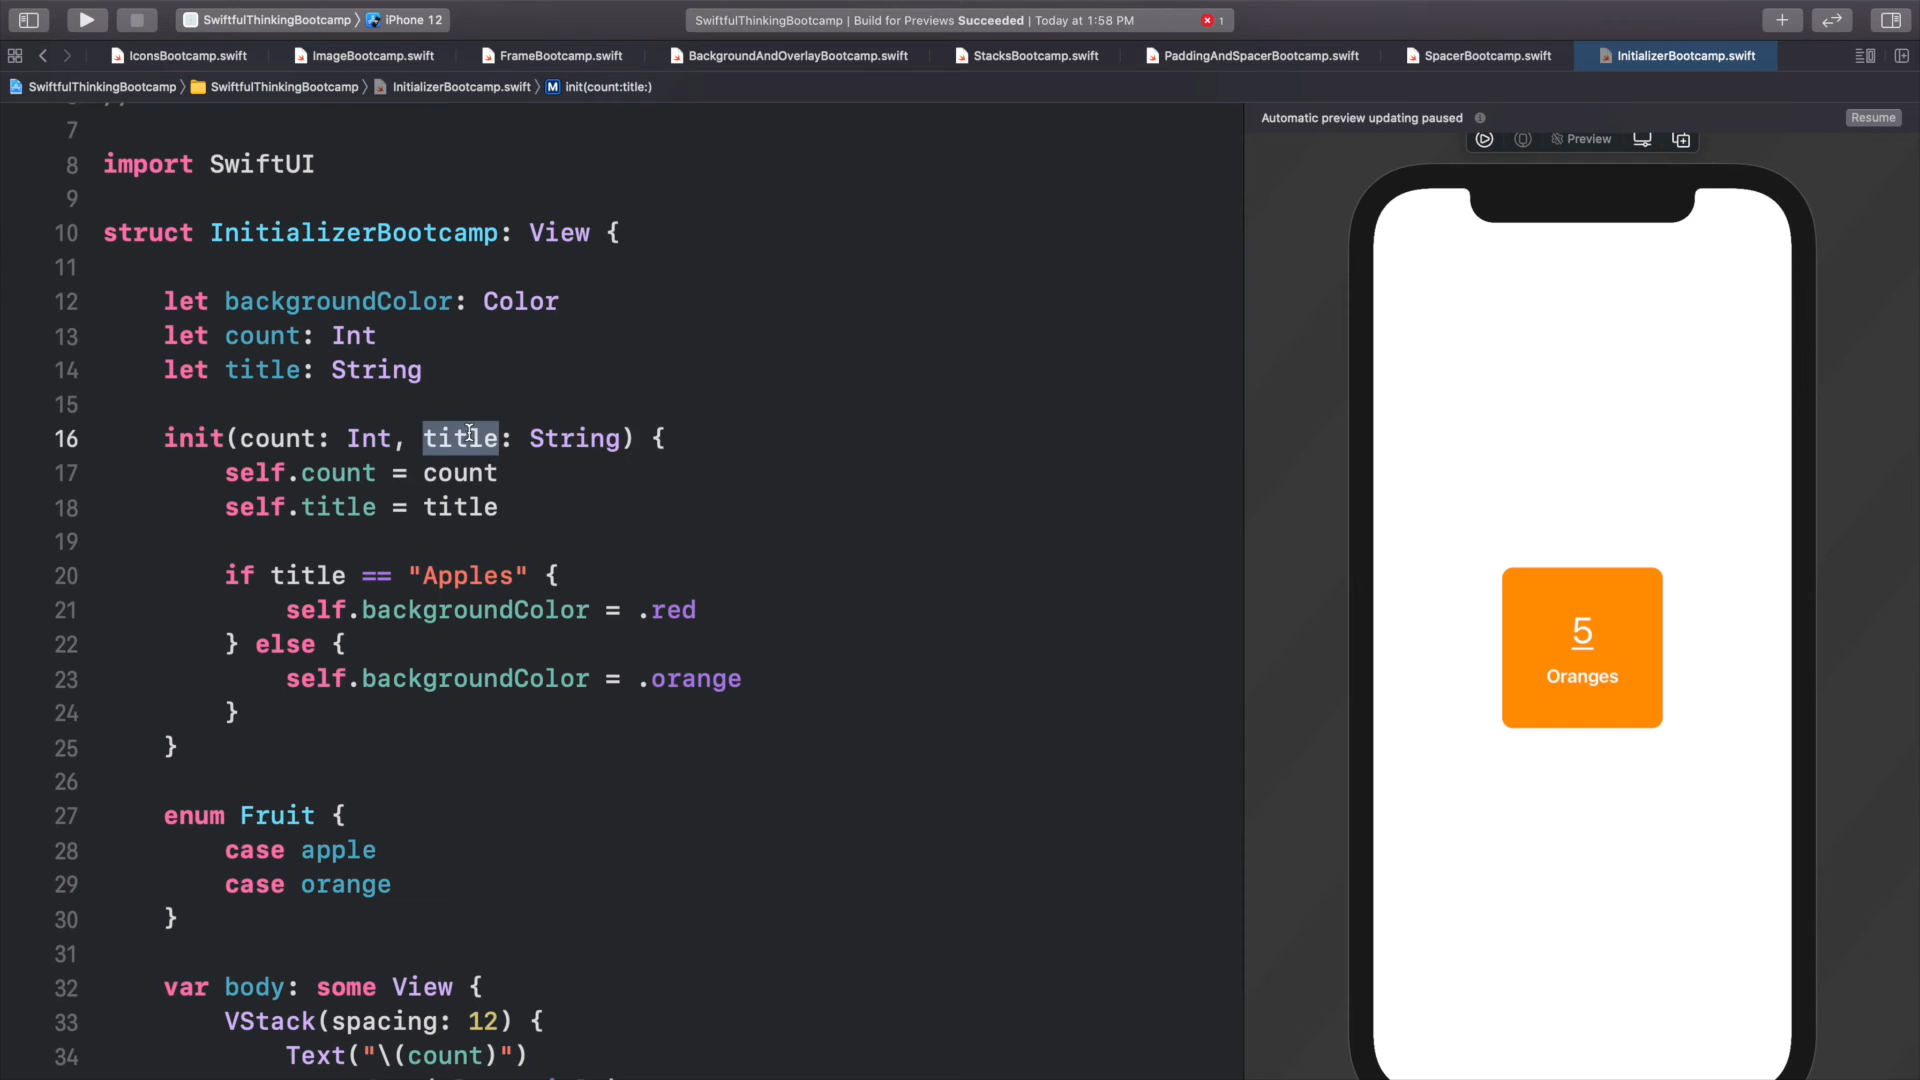 SwiftfulThinkingBootcamp 〉 iPhone 12
SwiftfulThinkingBootcamp | Build for Previews Succeeded | Today at 1:58 PM
1
IconsBootcamp.swift
ImageBootcamp.swift
FrameBootcamp.swift
BackgroundAndOverlayBootcamp.swift
StacksBootcamp.swift
PaddingAndSpacerBootcamp.swift
SpacerBootcamp.swift
InitializerBootcamp.swift
SwiftfulThinkingBootcamp 〉 SwiftfulThinkingBootcamp 〉 InitializerBootcamp.swift 〉 M init(count:title:)
7
8 import SwiftUI
9
10 struct InitializerBootcamp: View {
11
12 let backgroundColor: Color
13 let count: Int
14 let title: String
15
16 init(count: Int, title: String) {
17 self.count = count
18 self.title = title
19
20 if title == "Apples" {
21 self.backgroundColor = .red
22 } else {
23 self.backgroundColor = .orange
24 }
25 }
26
27 enum Fruit {
28 case apple
29 case orange
30 }
31
32 var body: some View {
33 VStack(spacing: 12) {
34 Text("\(count)")
Automatic preview updating paused
Resume
Preview
5
Oranges